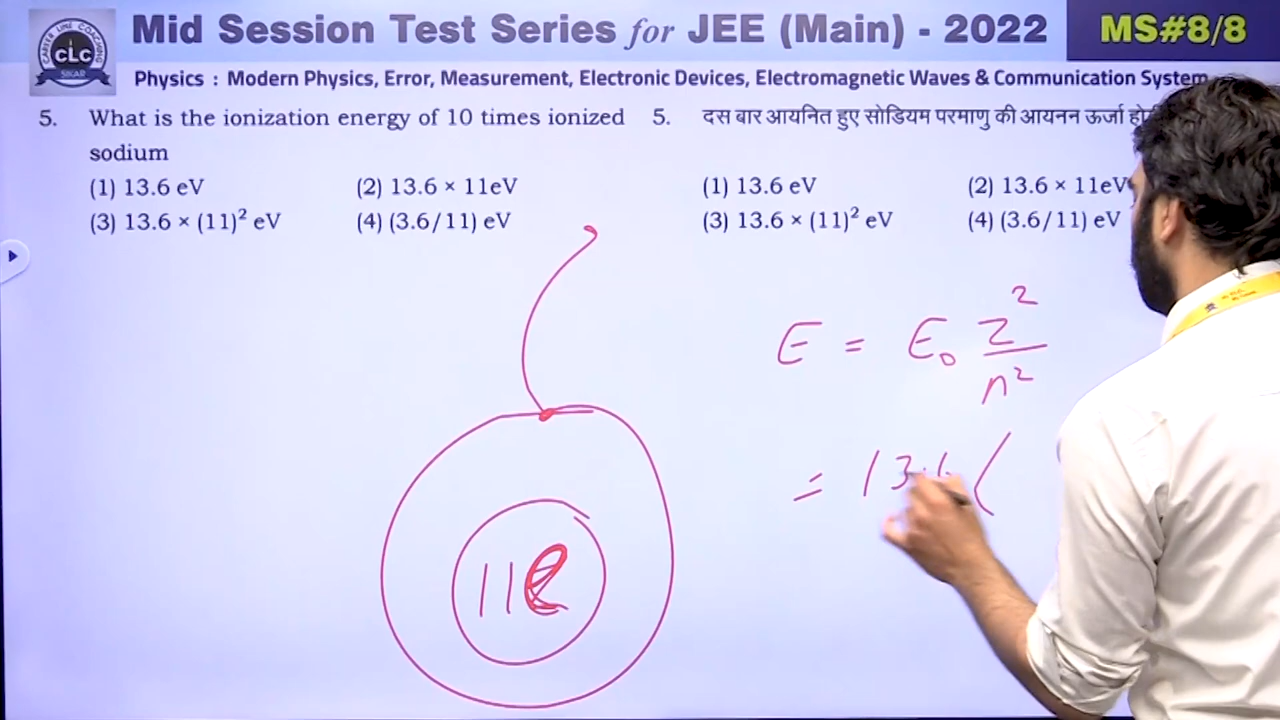 Mid Session Test Series for JEE (Main) - 2022
MS#8/8
CAREER LINE COACHING
CLC
SIKAR
Physics : Modern Physics, Error, Measurement, Electronic Devices, Electromagnetic Waves & Communication System
5. What is the ionization energy of 10 times ionized
sodium
(1) 13.6 eV (2) 13.6 × 11eV
(3) 13.6 × (11)² eV (4) (3.6/11) eV
5. दस बार आयनित हुए सोडियम परमाणु की आयनन ऊर्जा
(1) 13.6 eV (2) 13.6 × 11eV
(3) 13.6 × (11)² eV (4) (3.6/11) eV
E = E₀ Z²/n²
= 13.6 (
11e